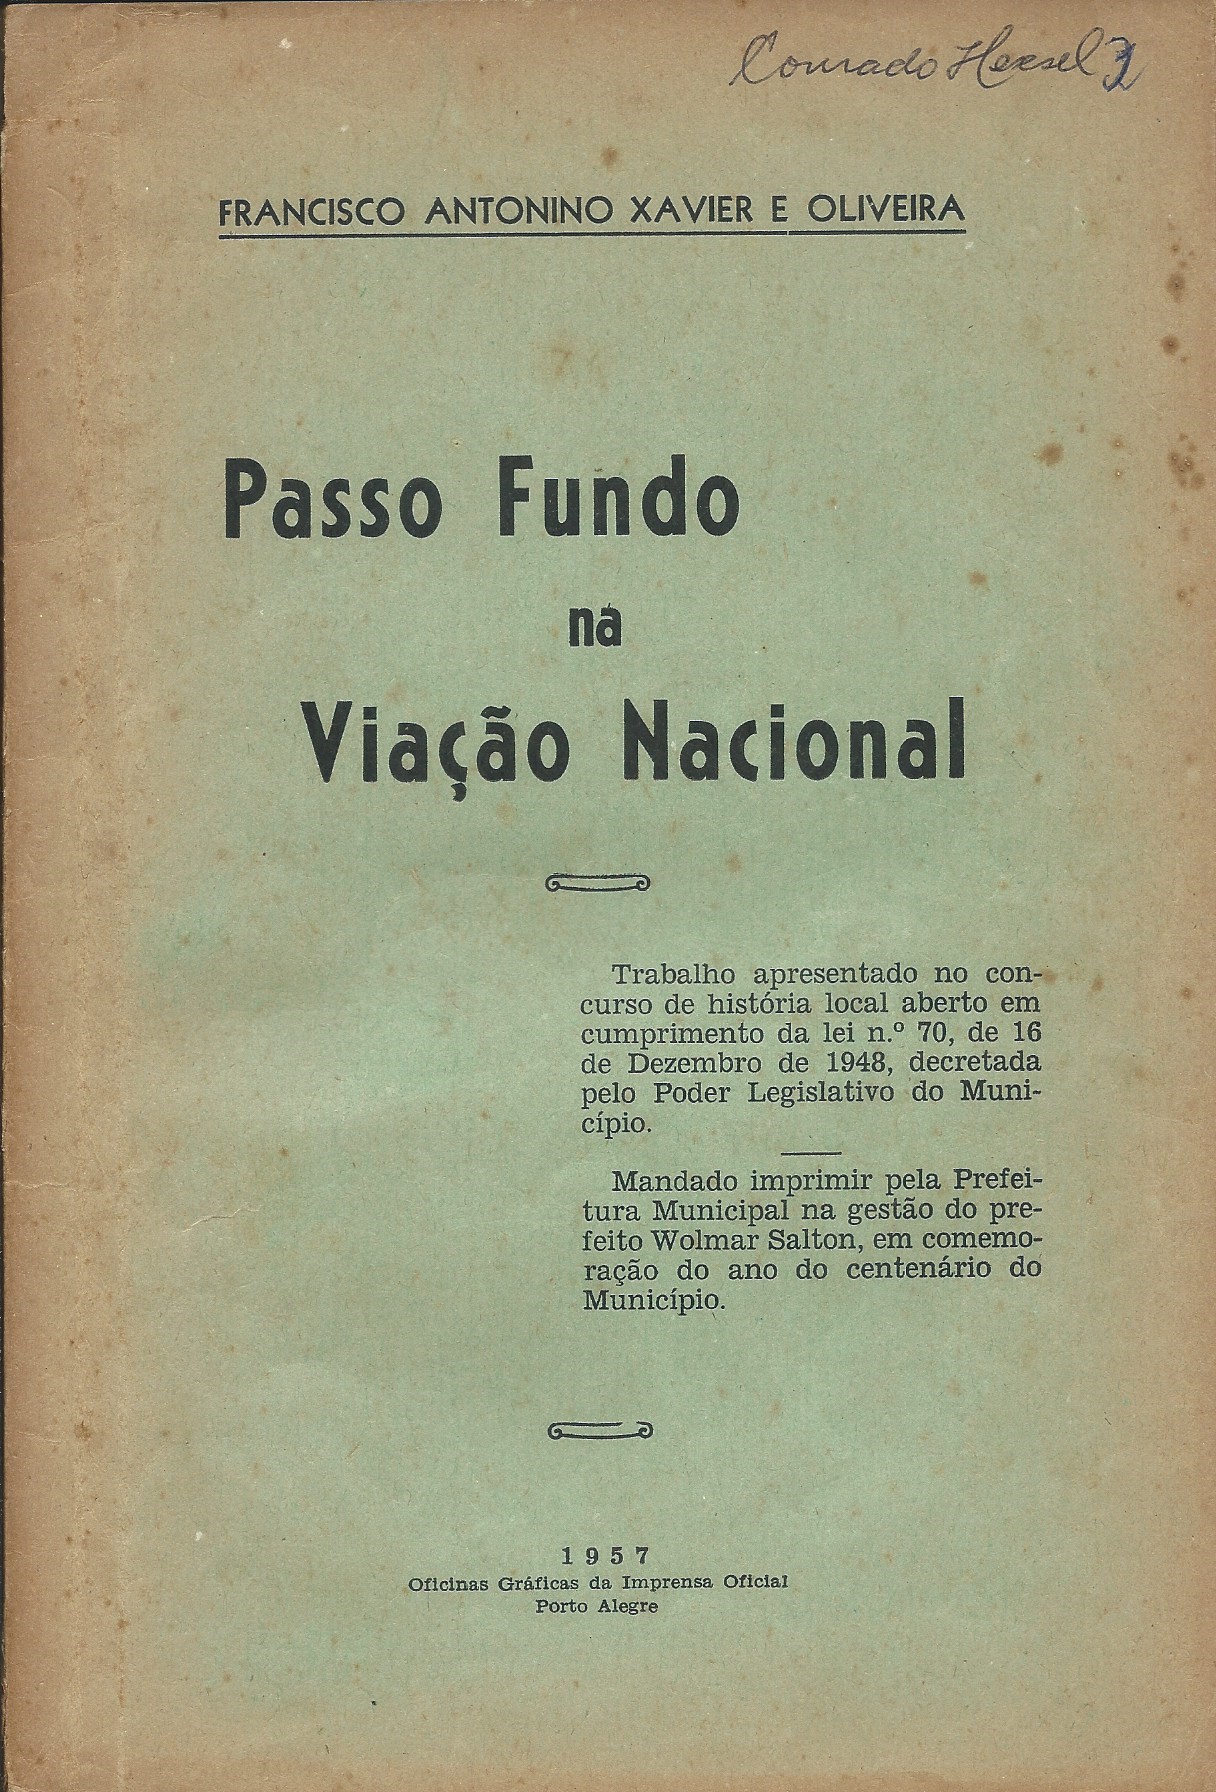 Conrado Hexsel
FRANCISCO ANTONINO XAVIER E OLIVEIRA
Passo Fundo
na
Viação Nacional
Trabalho apresentado no con-
curso de história local aberto em
cumprimento da lei n.º 70, de 16
de Dezembro de 1948, decretada
pelo Poder Legislativo do Muni-
cípio.
Mandado imprimir pela Prefei-
tura Municipal na gestão do pre-
feito Wolmar Salton, em comemo-
ração do ano do centenário do
Município.
1957
Oficinas Gráficas da Imprensa Oficial
Porto Alegre